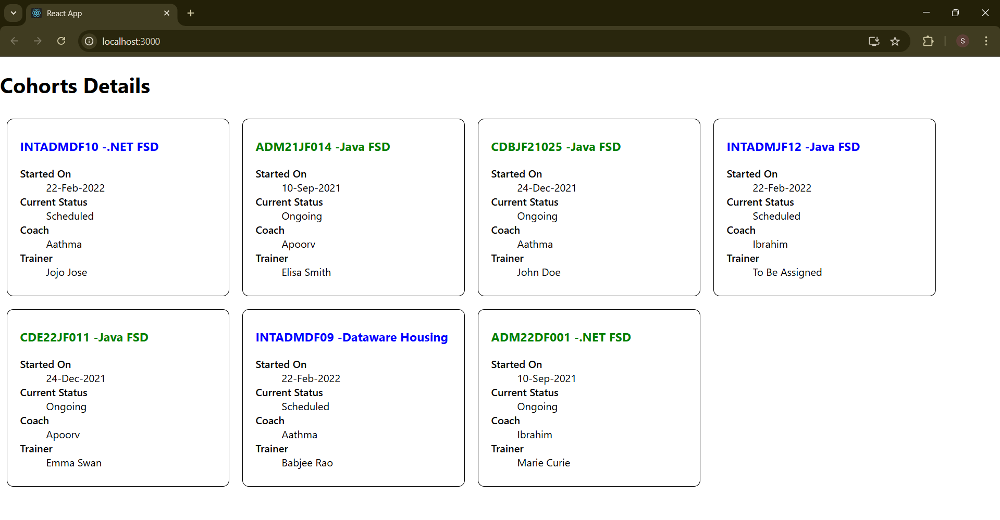 React App
localhost:3000
S
Cohorts Details
INTADMDF10 -.NET FSD
Started On
22-Feb-2022
Current Status
Scheduled
Coach
Aathma
Trainer
Jojo Jose
ADM21JF014 -Java FSD
Started On
10-Sep-2021
Current Status
Ongoing
Coach
Apoorv
Trainer
Elisa Smith
CDBJF21025 -Java FSD
Started On
24-Dec-2021
Current Status
Ongoing
Coach
Aathma
Trainer
John Doe
INTADMJF12 -Java FSD
Started On
22-Feb-2022
Current Status
Scheduled
Coach
Ibrahim
Trainer
To Be Assigned
CDE22JF011 -Java FSD
Started On
24-Dec-2021
Current Status
Ongoing
Coach
Apoorv
Trainer
Emma Swan
INTADMDF09 -Dataware Housing
Started On
22-Feb-2022
Current Status
Scheduled
Coach
Aathma
Trainer
Babjee Rao
ADM22DF001 -.NET FSD
Started On
10-Sep-2021
Current Status
Ongoing
Coach
Ibrahim
Trainer
Marie Curie